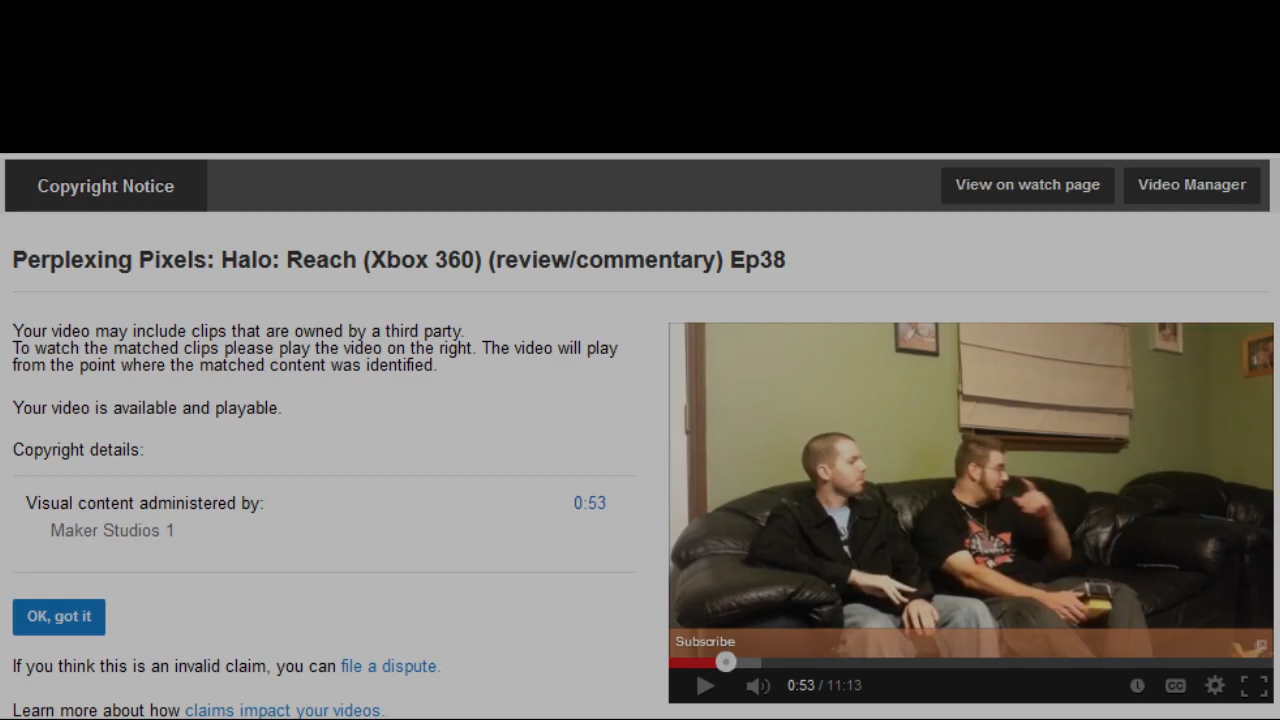 Copyright Notice
View on watch page
Video Manager
Perplexing Pixels: Halo: Reach (Xbox 360) (review/commentary) Ep38
Your video may include clips that are owned by a third party.
To watch the matched clips please play the video on the right. The video will play
from the point where the matched content was identified.
Your video is available and playable.
Copyright details:
Visual content administered by:
0:53
Maker Studios 1
OK, got it
If you think this is an invalid claim, you can file a dispute.
Learn more about how claims impact your videos.
Subscribe
0:53 / 11:13
CC